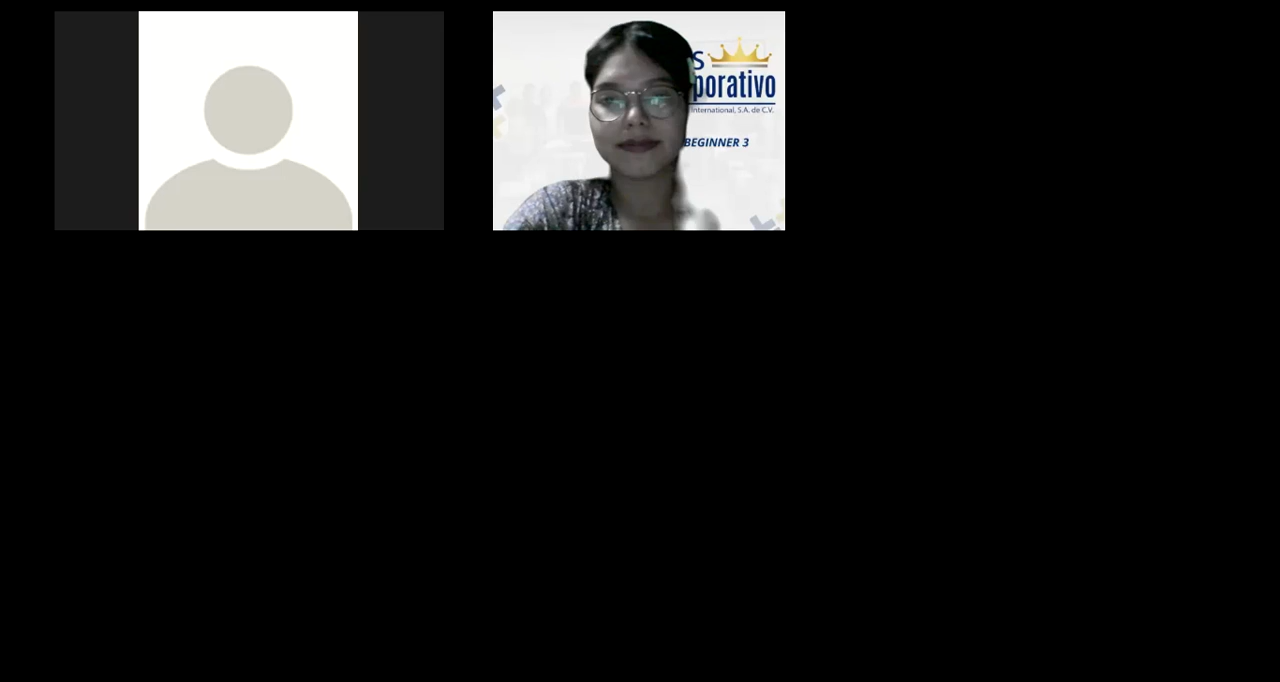 S
porativo
International, S.A. de C.V.
BEGINNER 3